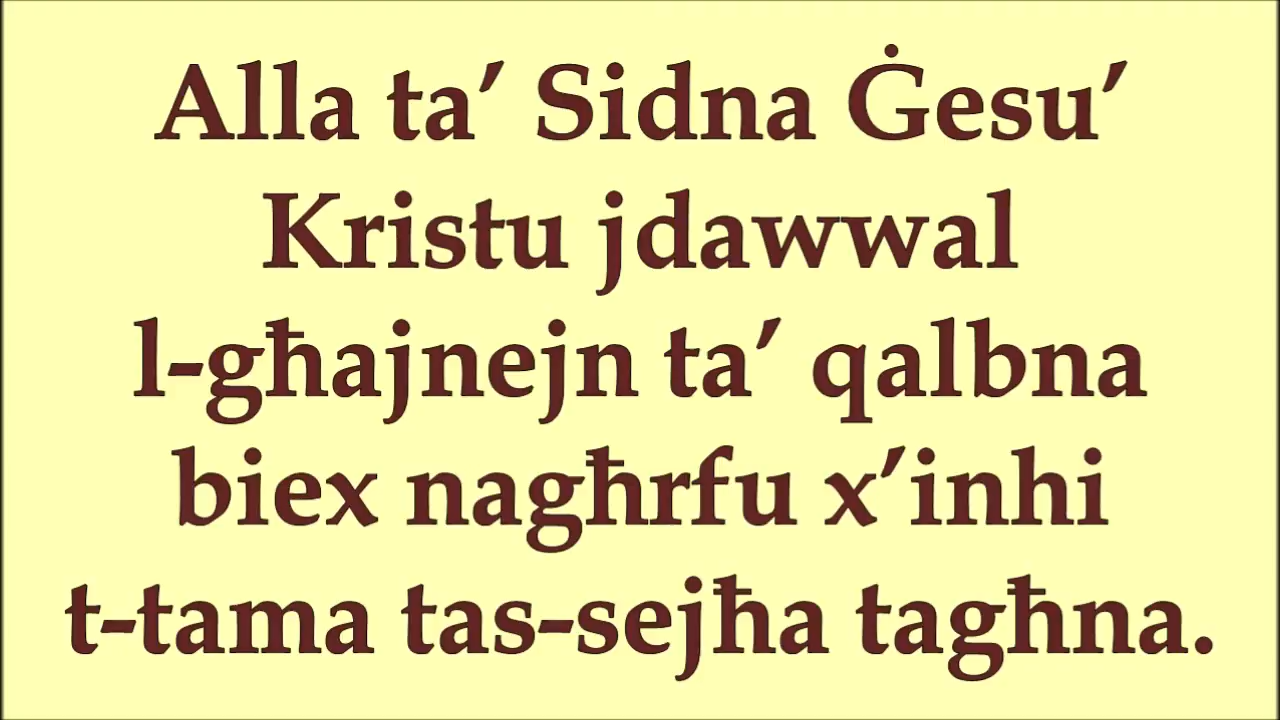 Alla ta’ Sidna Ġesu’
Kristu jdawwal
l-għajnejn ta’ qalbna
biex nagħrfu x’inhi
t-tama tas-sejħa tagħna.